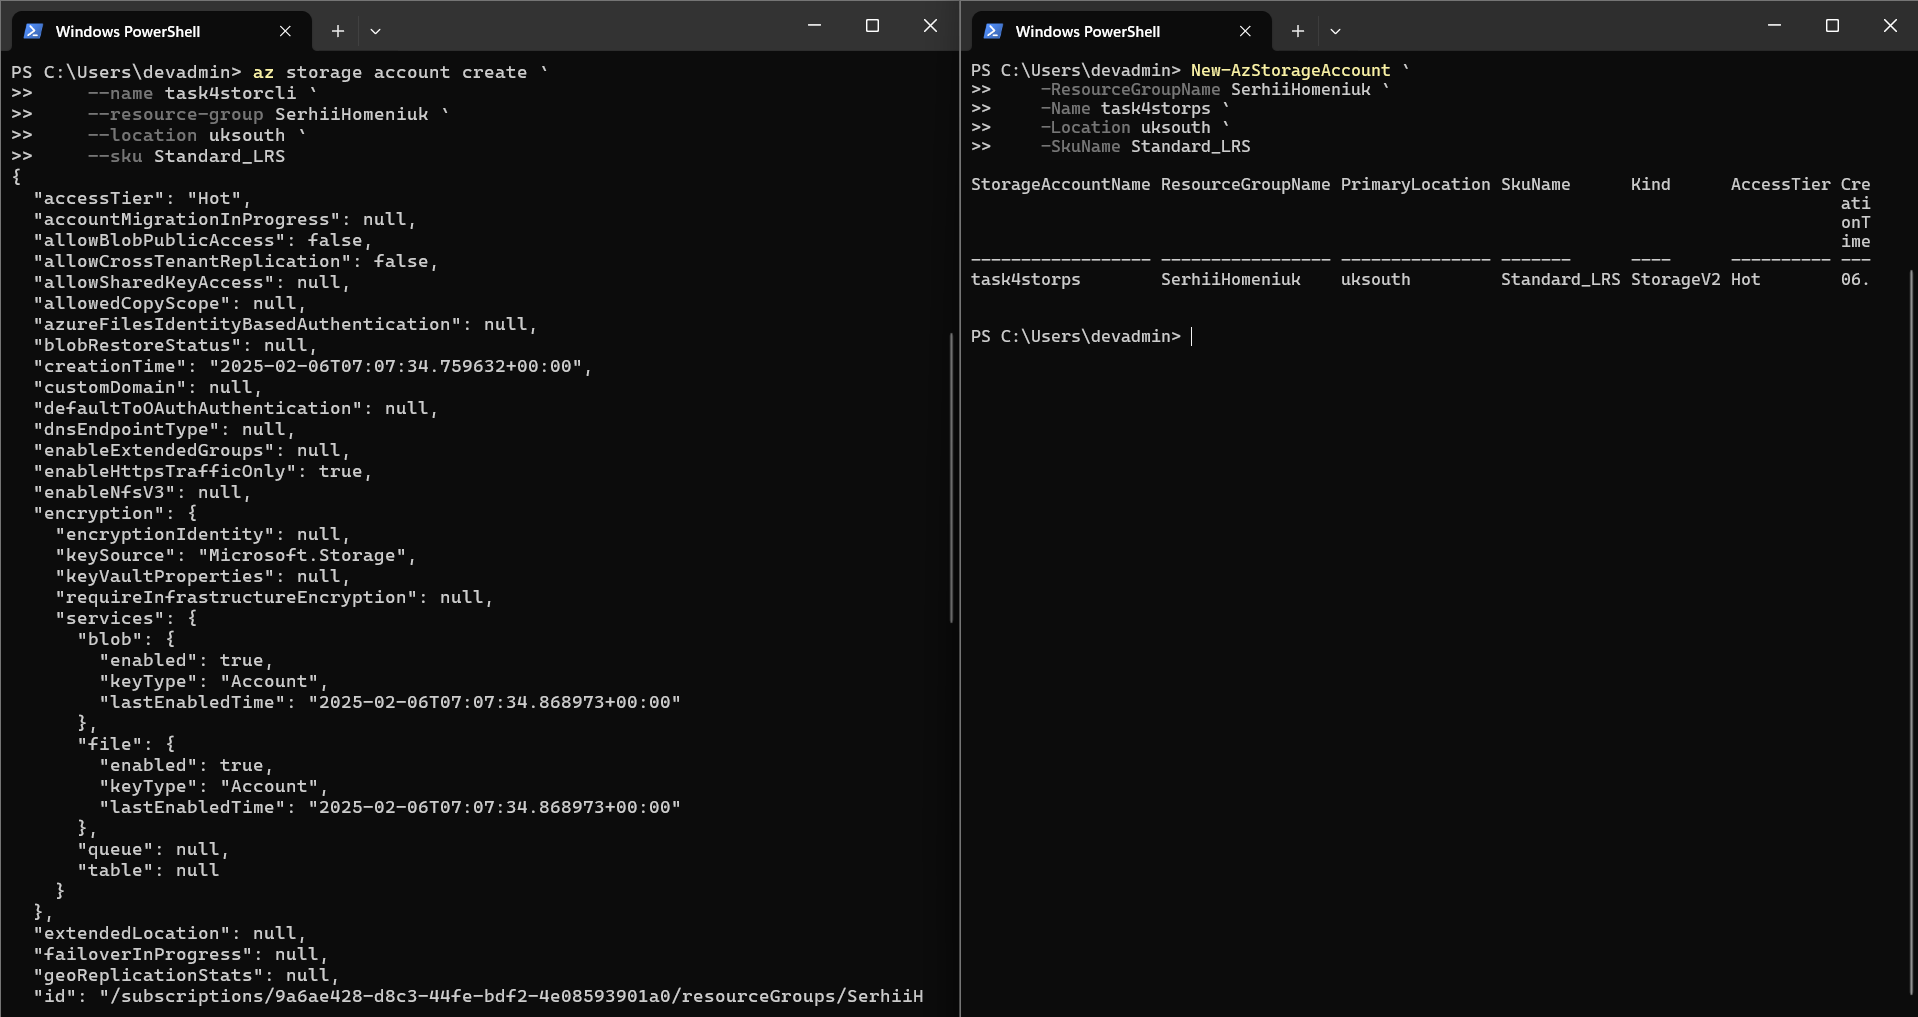 Windows PowerShell
PS C:\Users\devadmin> az storage account create `
>>     --name task4storcli `
>>     --resource-group SerhiiHomeniuk `
>>     --location uksouth `
>>     --sku Standard_LRS
{
  "accessTier": "Hot",
  "accountMigrationInProgress": null,
  "allowBlobPublicAccess": false,
  "allowCrossTenantReplication": false,
  "allowSharedKeyAccess": null,
  "allowedCopyScope": null,
  "azureFilesIdentityBasedAuthentication": null,
  "blobRestoreStatus": null,
  "creationTime": "2025-02-06T07:07:34.759632+00:00",
  "customDomain": null,
  "defaultToOAuthAuthentication": null,
  "dnsEndpointType": null,
  "enableExtendedGroups": null,
  "enableHttpsTrafficOnly": true,
  "enableNfsV3": null,
  "encryption": {
    "encryptionIdentity": null,
    "keySource": "Microsoft.Storage",
    "keyVaultProperties": null,
    "requireInfrastructureEncryption": null,
    "services": {
      "blob": {
        "enabled": true,
        "keyType": "Account",
        "lastEnabledTime": "2025-02-06T07:07:34.868973+00:00"
      },
      "file": {
        "enabled": true,
        "keyType": "Account",
        "lastEnabledTime": "2025-02-06T07:07:34.868973+00:00"
      },
      "queue": null,
      "table": null
    }
  },
  "extendedLocation": null,
  "failoverInProgress": null,
  "geoReplicationStats": null,
  "id": "/subscriptions/9a6ae428-d8c3-44fe-bdf2-4e08593901a0/resourceGroups/SerhiiH
Windows PowerShell
PS C:\Users\devadmin> New-AzStorageAccount `
>>     -ResourceGroupName SerhiiHomeniuk `
>>     -Name task4storps `
>>     -Location uksouth `
>>     -SkuName Standard_LRS
StorageAccountName ResourceGroupName PrimaryLocation SkuName      Kind      AccessTier Cre
ati
onT
ime
------------------ ----------------- --------------- -------      ----      ---------- ---
task4storps        SerhiiHomeniuk    uksouth         Standard_LRS StorageV2 Hot        06.
PS C:\Users\devadmin>